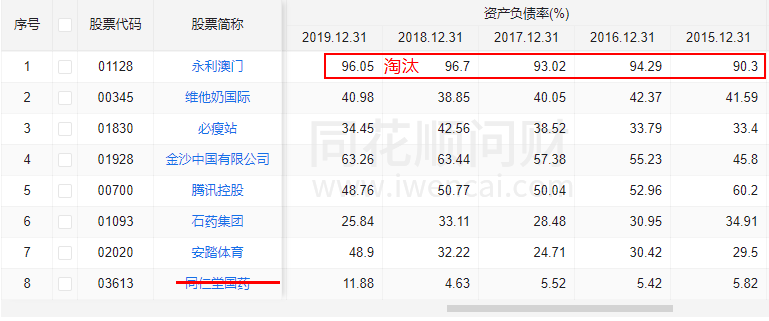 序号 股票代码 股票简称 资产负债率(%)
2019.12.31 2018.12.31 2017.12.31 2016.12.31 2015.12.31
1 01128 永利澳门 96.05 淘汰 96.7 93.02 94.29 90.3
2 00345 维他奶国际 40.98 38.85 40.05 42.37 41.59
3 01830 必瘦站 34.45 42.56 38.52 33.79 33.4
同花顺问财
4 01928 金沙中国有限公司 63.26 63.44 57.38 55.23 45.8
5 00700 腾讯控股 48.76 50.77 50.04 52.96 60.2
www.iwencai.com
6 01093 石药集团 25.84 33.11 28.48 30.95 34.91
7 02020 安踏体育 48.9 32.22 24.71 30.42 29.5
8 03613 同仁堂国药 11.88 4.63 5.52 5.42 5.82